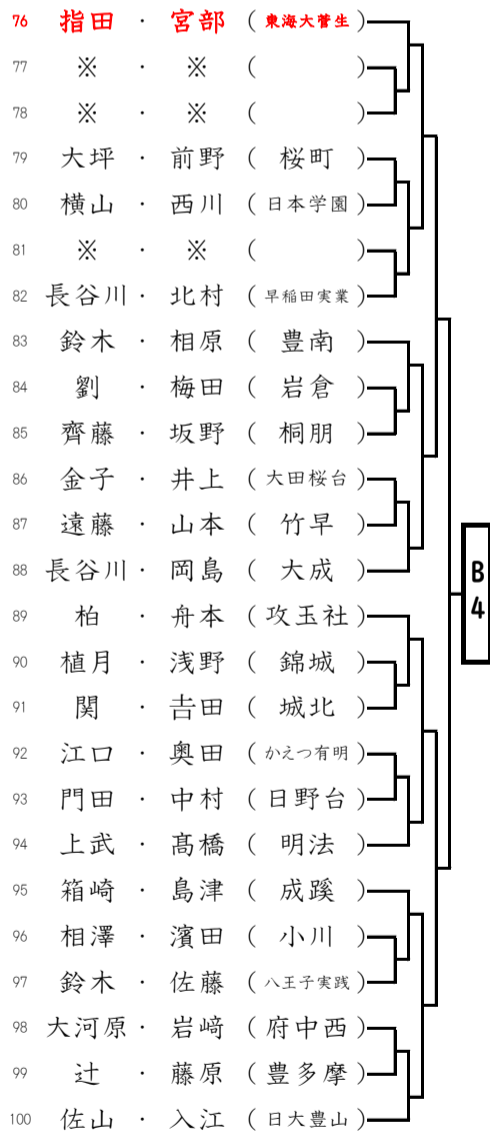 76 指田 ・ 宮部 ( 東海大菅生 )
77 ※ ・ ※ ( )
78 ※ ・ ※ ( )
79 大坪 ・ 前野 ( 桜町 )
80 横山 ・ 西川 ( 日本学園 )
81 ※ ・ ※ ( )
82 長谷川 ・ 北村 ( 早稲田実業 )
83 鈴木 ・ 相原 ( 豊南 )
84 劉 ・ 梅田 ( 岩倉 )
85 齊藤 ・ 坂野 ( 桐朋 )
86 金子 ・ 井上 ( 大田桜台 )
87 遠藤 ・ 山本 ( 竹早 )
88 長谷川 ・ 岡島 ( 大成 )
B4
89 柏 ・ 舟本 ( 攻玉社 )
90 植月 ・ 浅野 ( 錦城 )
91 関 ・ 𠮷田 ( 城北 )
92 江口 ・ 奥田 ( かえつ有明 )
93 門田 ・ 中村 ( 日野台 )
94 上武 ・ 髙橋 ( 明法 )
95 箱崎 ・ 島津 ( 成蹊 )
96 相澤 ・ 濱田 ( 小川 )
97 鈴木 ・ 佐藤 ( 八王子実践 )
98 大河原 ・ 岩﨑 ( 府中西 )
99 辻 ・ 藤原 ( 豊多摩 )
100 佐山 ・ 入江 ( 日大豊山 )